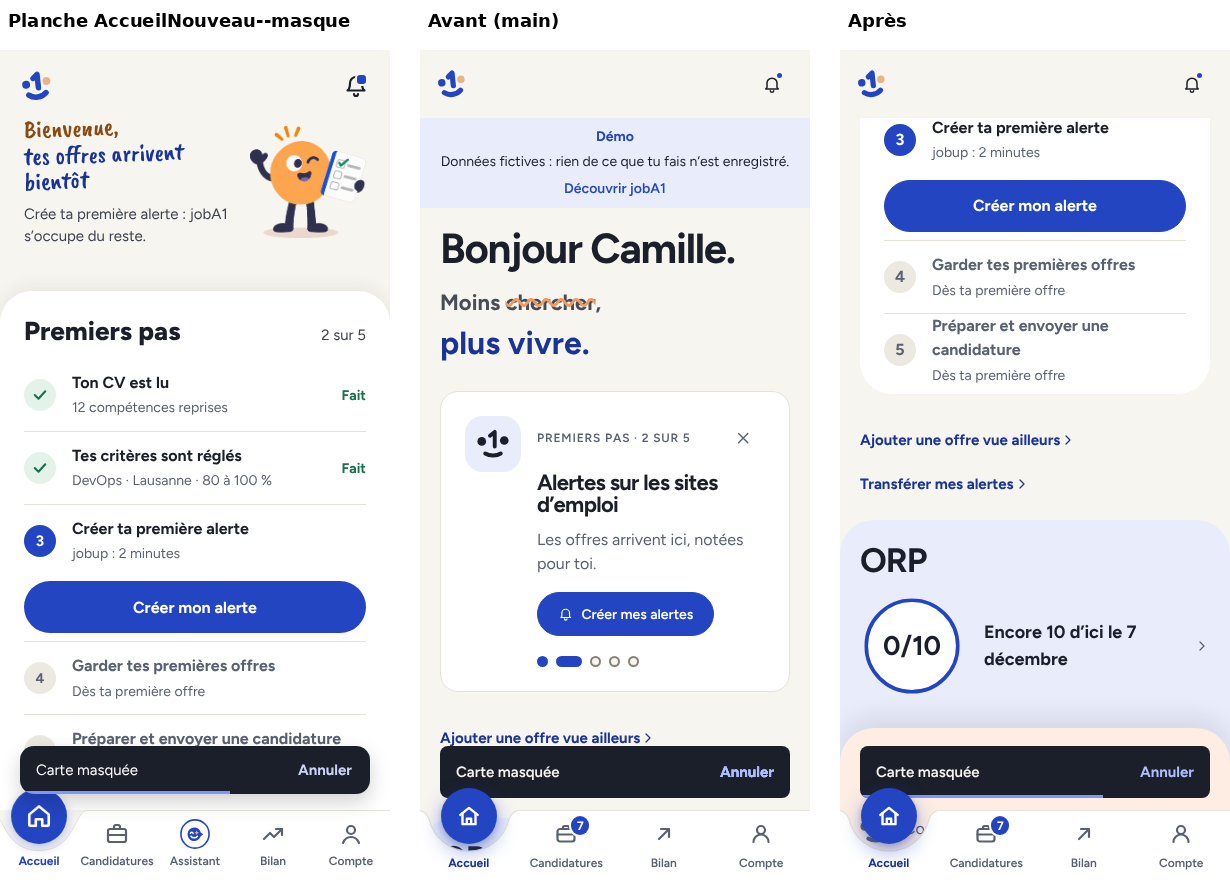 Planche AccueilNouveau--masque
Bienvenue,
tes offres arrivent
bientôt
Crée ta première alerte : jobA1
s’occupe du reste.
Premiers pas
2 sur 5
Ton CV est lu
12 compétences reprises
Fait
Tes critères sont réglés
DevOps · Lausanne · 80 à 100 %
Fait
3
Créer ta première alerte
jobup : 2 minutes
Créer mon alerte
4
Garder tes premières offres
Dès ta première offre
Préparer et envoyer une candidature
Carte masquée
Annuler
Accueil
Candidatures
Assistant
Bilan
Compte
Avant (main)
Démo
Données fictives : rien de ce que tu fais n’est enregistré.
Découvrir jobA1
Bonjour Camille.
Moins chercher,
plus vivre.
PREMIERS PAS · 2 SUR 5
Alertes sur les sites
d’emploi
Les offres arrivent ici, notées
pour toi.
Créer mes alertes
Ajouter une offre vue ailleurs
Carte masquée
Annuler
7
Accueil
Candidatures
Bilan
Compte
Après
3
Créer ta première alerte
jobup : 2 minutes
Créer mon alerte
4
Garder tes premières offres
Dès ta première offre
5
Préparer et envoyer une
candidature
Dès ta première offre
Ajouter une offre vue ailleurs
Transférer mes alertes
ORP
0/10
Encore 10 d’ici le 7
décembre
Carte masquée
Annuler
7
Accueil
Candidatures
Bilan
Compte